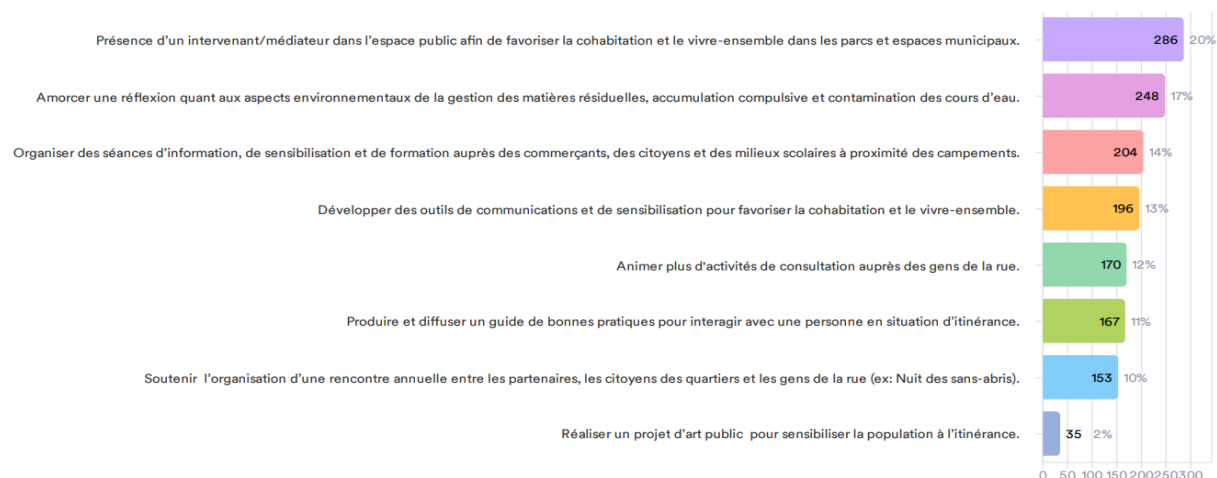 Présence d’un intervenant/médiateur dans l’espace public afin de favoriser la cohabitation et le vivre-ensemble dans les parcs et espaces municipaux. 286 20%
Amorcer une réflexion quant aux aspects environnementaux de la gestion des matières résiduelles, accumulation compulsive et contamination des cours d’eau. 248 17%
Organiser des séances d’information, de sensibilisation et de formation auprès des commerçants, des citoyens et des milieux scolaires à proximité des campements. 204 14%
Développer des outils de communications et de sensibilisation pour favoriser la cohabitation et le vivre-ensemble. 196 13%
Animer plus d'activités de consultation auprès des gens de la rue. 170 12%
Produire et diffuser un guide de bonnes pratiques pour interagir avec une personne en situation d’itinérance. 167 11%
Soutenir l’organisation d’une rencontre annuelle entre les partenaires, les citoyens des quartiers et les gens de la rue (ex: Nuit des sans-abris). 153 10%
Réaliser un projet d’art public pour sensibiliser la population à l’itinérance. 35 2%
0 50 100 150 200 250 300